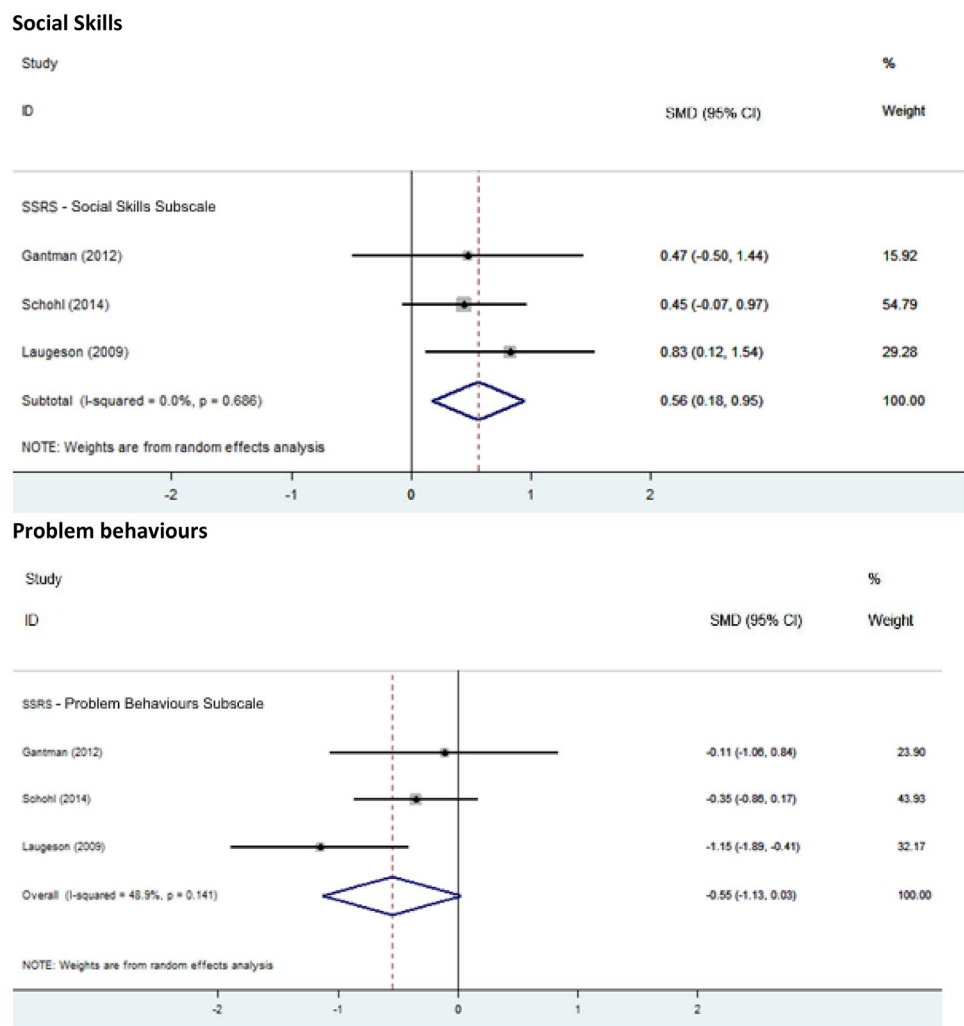 Social Skills
Study %
ID SMD (95% CI) Weight
SSRS - Social Skills Subscale
Gantman (2012) 0.47 (-0.50, 1.44) 15.92
Schohl (2014) 0.45 (-0.07, 0.97) 54.79
Laugeson (2009) 0.83 (0.12, 1.54) 29.28
Subtotal (I-squared = 0.0%, p = 0.686) 0.56 (0.18, 0.95) 100.00
NOTE: Weights are from random effects analysis
-2 -1 0 1 2
Problem behaviours
Study %
ID SMD (95% CI) Weight
SSRS - Problem Behaviours Subscale
Gantman (2012) -0.11 (-1.06, 0.84) 23.90
Schohl (2014) -0.35 (-0.86, 0.17) 43.93
Laugeson (2009) -1.15 (-1.89, -0.41) 32.17
Overall (I-squared = 48.9%, p = 0.141) -0.55 (-1.13, 0.03) 100.00
NOTE: Weights are from random effects analysis
-2 -1 0 1 2